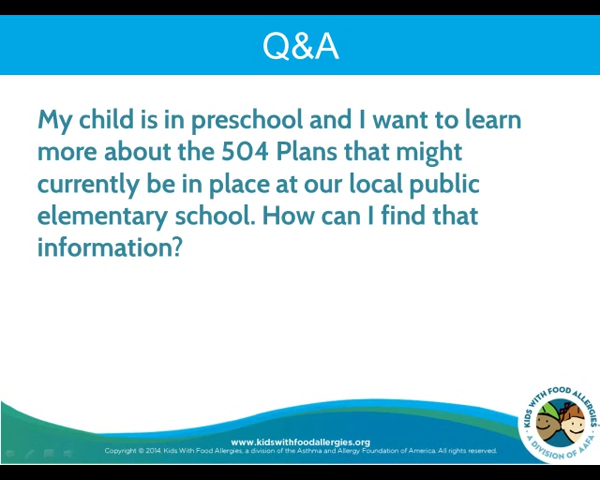 Q&A
My child is in preschool and I want to learn
more about the 504 Plans that might
currently be in place at our local public
elementary school. How can I find that
information?
KIDS WITH FOOD ALLERGIES
A DIVISION OF AAFA
www.kidswithfoodallergies.org
Copyright © 2014, Kids With Food Allergies, a division of the Asthma and Allergy Foundation of America. All rights reserved.